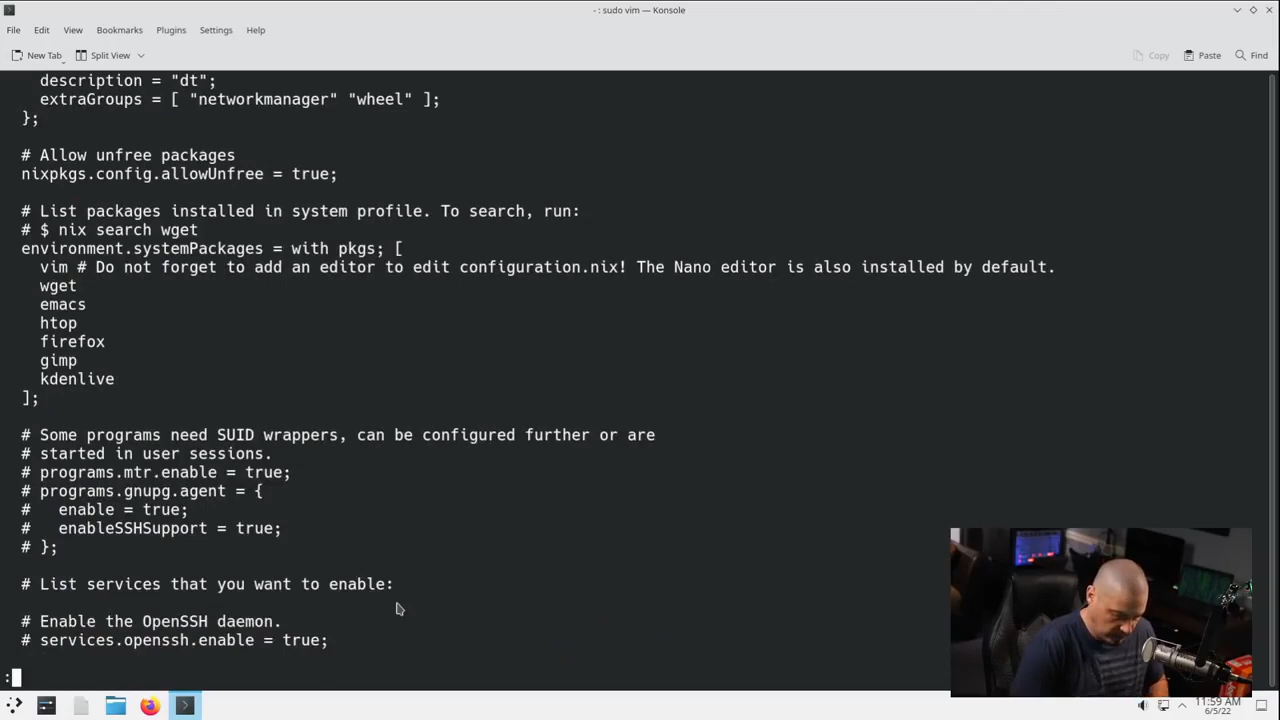 - : sudo vim — Konsole
File Edit View Bookmarks Plugins Settings Help
New Tab Split View Copy Paste Find
description = "dt";
extraGroups = [ "networkmanager" "wheel" ];
};
# Allow unfree packages
nixpkgs.config.allowUnfree = true;
# List packages installed in system profile. To search, run:
# $ nix search wget
environment.systemPackages = with pkgs; [
vim # Do not forget to add an editor to edit configuration.nix! The Nano editor is also installed by default.
wget
emacs
htop
firefox
gimp
kdenlive
];
# Some programs need SUID wrappers, can be configured further or are
# started in user sessions.
# programs.mtr.enable = true;
# programs.gnupg.agent = {
#   enable = true;
#   enableSSHSupport = true;
# };
# List services that you want to enable:
# Enable the OpenSSH daemon.
# services.openssh.enable = true;
:
11:59 AM
6/5/22